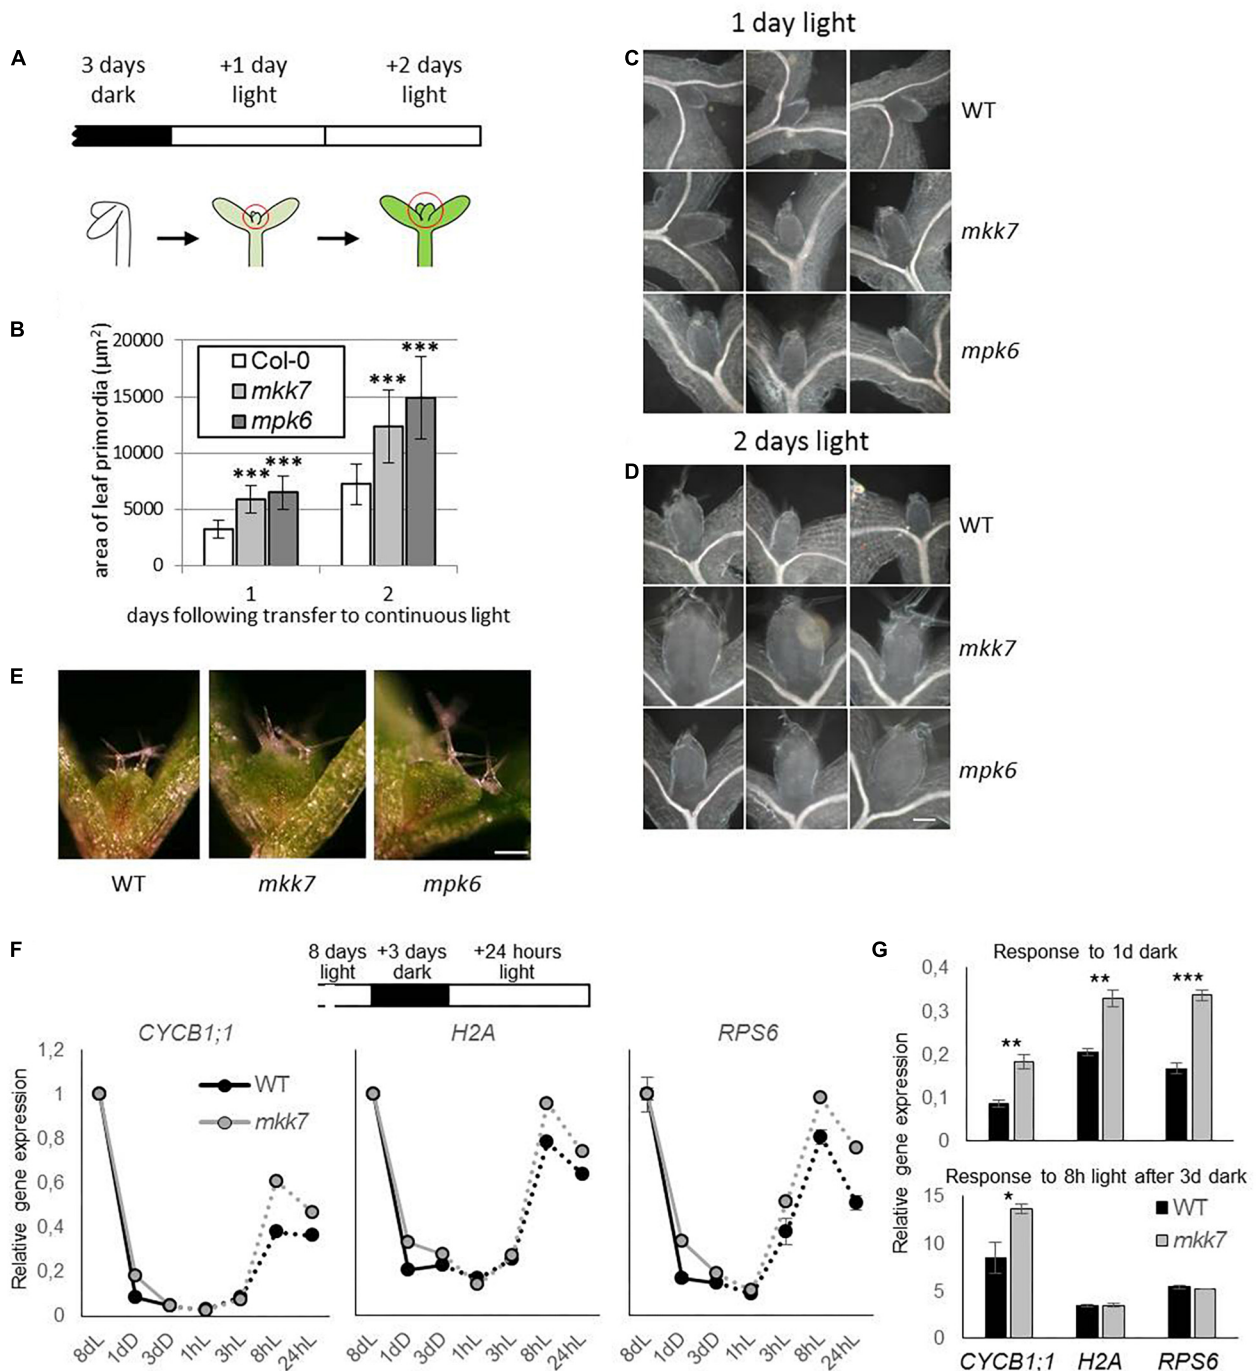 A
3 days dark
+1 day light
+2 days light
B
area of leaf primordia (µm²)
20000
15000
10000
5000
0
Col-0
mkk7
mpk6
***
***
***
***
1
2
days following transfer to continuous light
1 day light
C
WT
mkk7
mpk6
2 days light
D
WT
mkk7
mpk6
E
WT
mkk7
mpk6
F
8 days light
+3 days dark
+24 hours light
CYCB1;1
H2A
RPS6
Relative gene expression
1,2
1
0,8
0,6
0,4
0,2
0
WT
mkk7
8dL
1dD
3dD
1hL
3hL
8hL
24hL
8dL
1dD
3dD
1hL
3hL
8hL
24hL
8dL
1dD
3dD
1hL
3hL
8hL
24hL
G
Response to 1d dark
Relative gene expression
0,4
0,3
0,2
0,1
0
**
**
***
Response to 8h light after 3d dark
15
10
5
0
*
WT
mkk7
CYCB1;1
H2A
RPS6